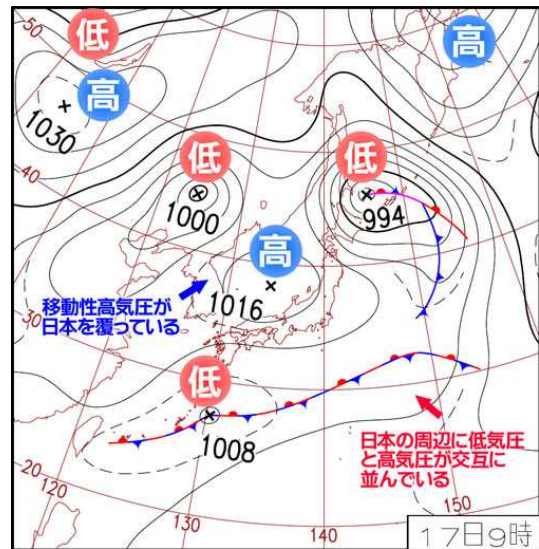 低
高
高
1030
低
低
1000
994
高
1016
移動性高気圧が
日本を覆っている
低
1008
日本の周辺に低気圧
と高気圧が交互に
並んでいる
50
40
30
20
120
130
140
150
17日9時